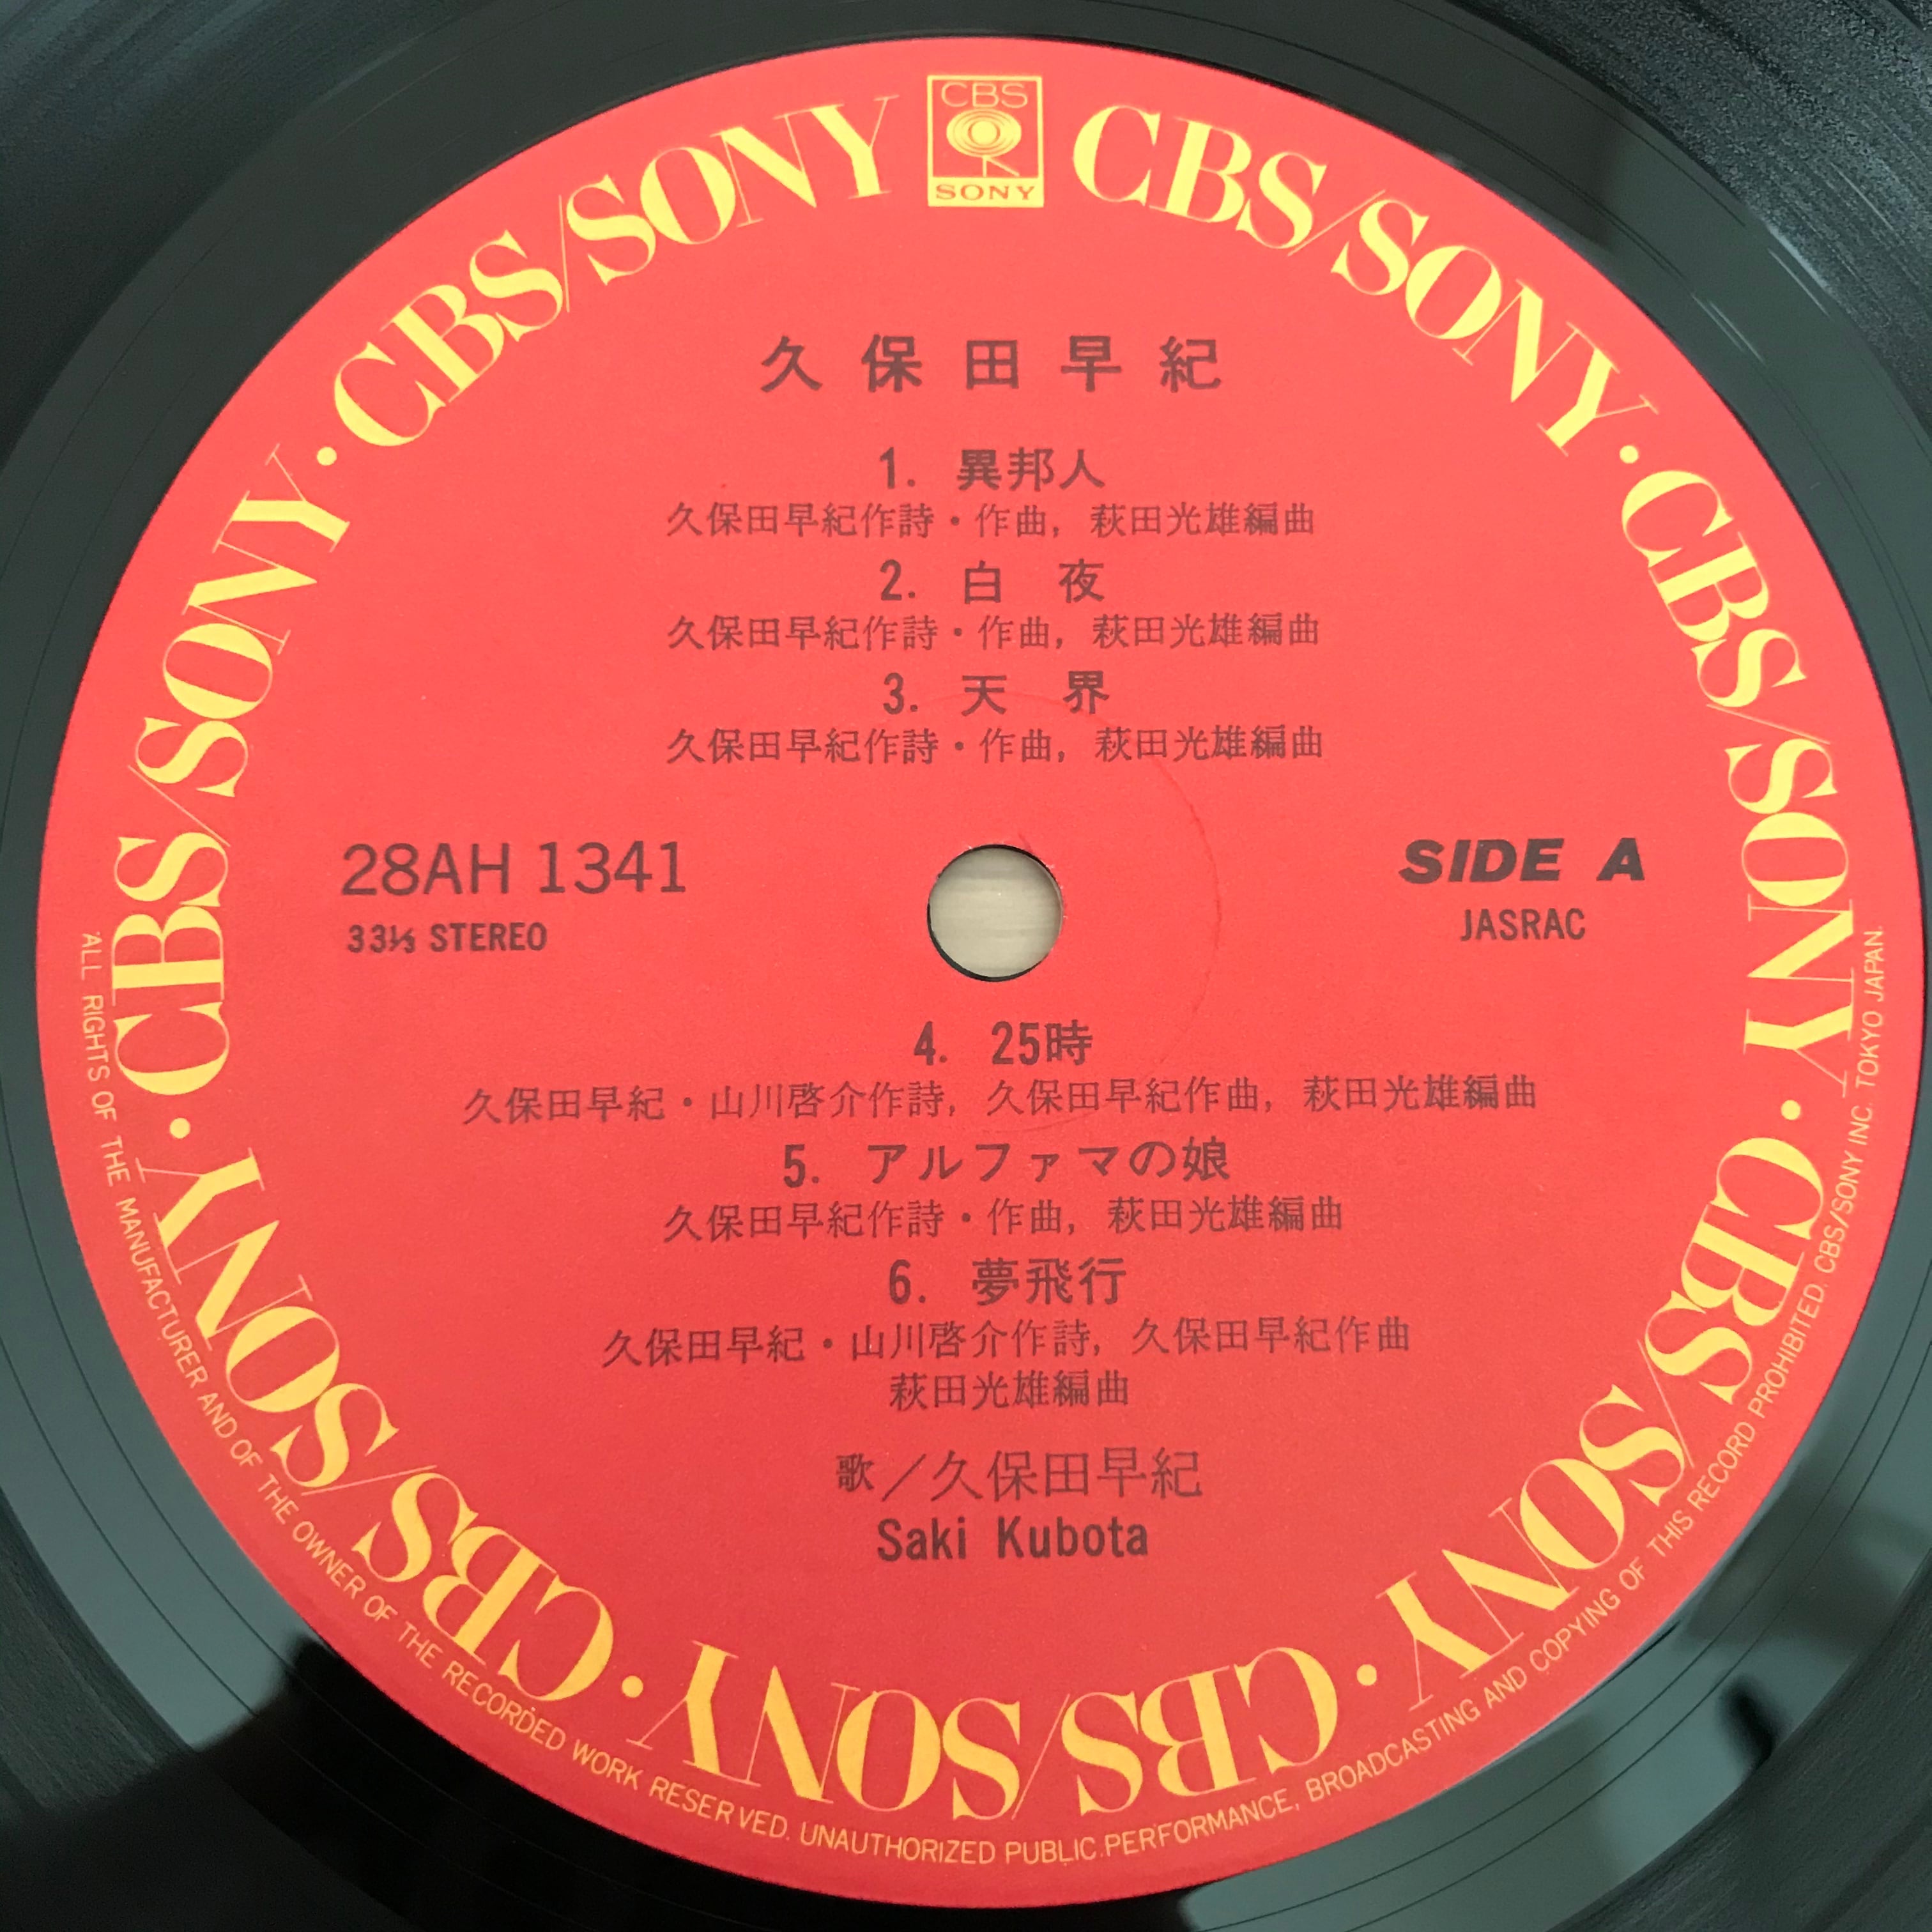 CBS
SONY
CBS/SONY・CBS/SONY・CBS/SONY・CBS/SONY・CBS/SONY・CBS/SONY・CBS/SONY
久保田早紀
1. 異邦人
久保田早紀作詩・作曲, 萩田光雄編曲
2. 白 夜
久保田早紀作詩・作曲, 萩田光雄編曲
3. 天 界
久保田早紀作詩・作曲, 萩田光雄編曲
28AH 1341
33⅓ STEREO
SIDE A
JASRAC
4. 25時
久保田早紀・山川啓介作詩, 久保田早紀作曲, 萩田光雄編曲
5. アルファマの娘
久保田早紀作詩・作曲, 萩田光雄編曲
6. 夢飛行
久保田早紀・山川啓介作詩, 久保田早紀作曲
萩田光雄編曲
歌／久保田早紀
Saki Kubota
ALL RIGHTS OF THE MANUFACTURER AND OF THE OWNER OF THE RECORDED WORK RESERVED. UNAUTHORIZED PUBLIC PERFORMANCE, BROADCASTING AND COPYING OF THIS RECORD PROHIBITED. CBS/SONY INC. TOKYO JAPAN.